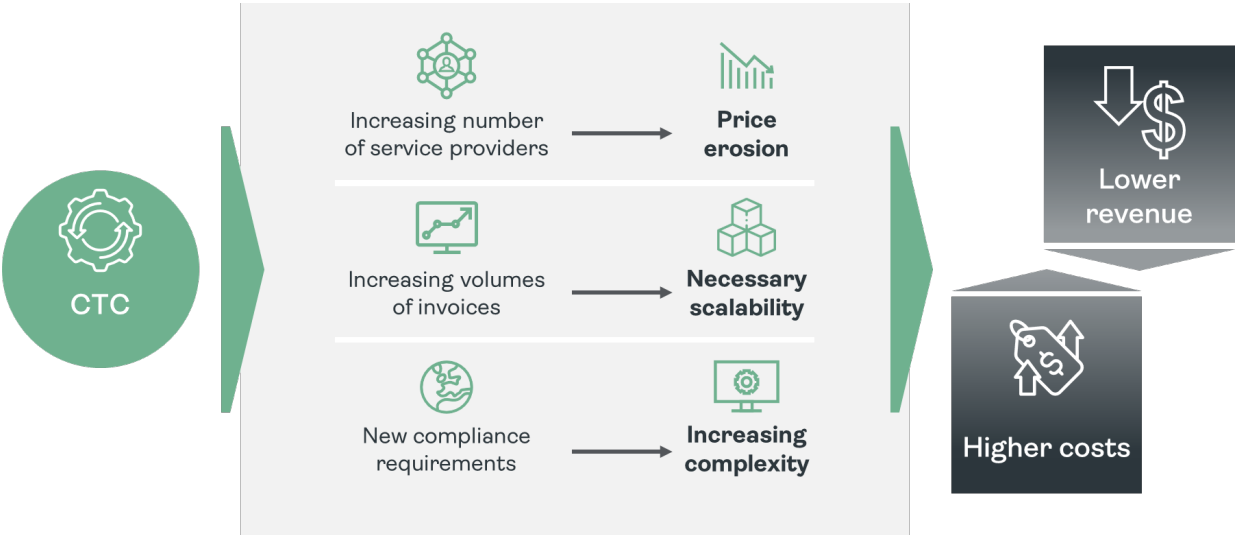 CTC
Increasing number
of service providers
Price
erosion
Increasing volumes
of invoices
Necessary
scalability
New compliance
requirements
Increasing
complexity
$
Lower
revenue
$
Higher costs